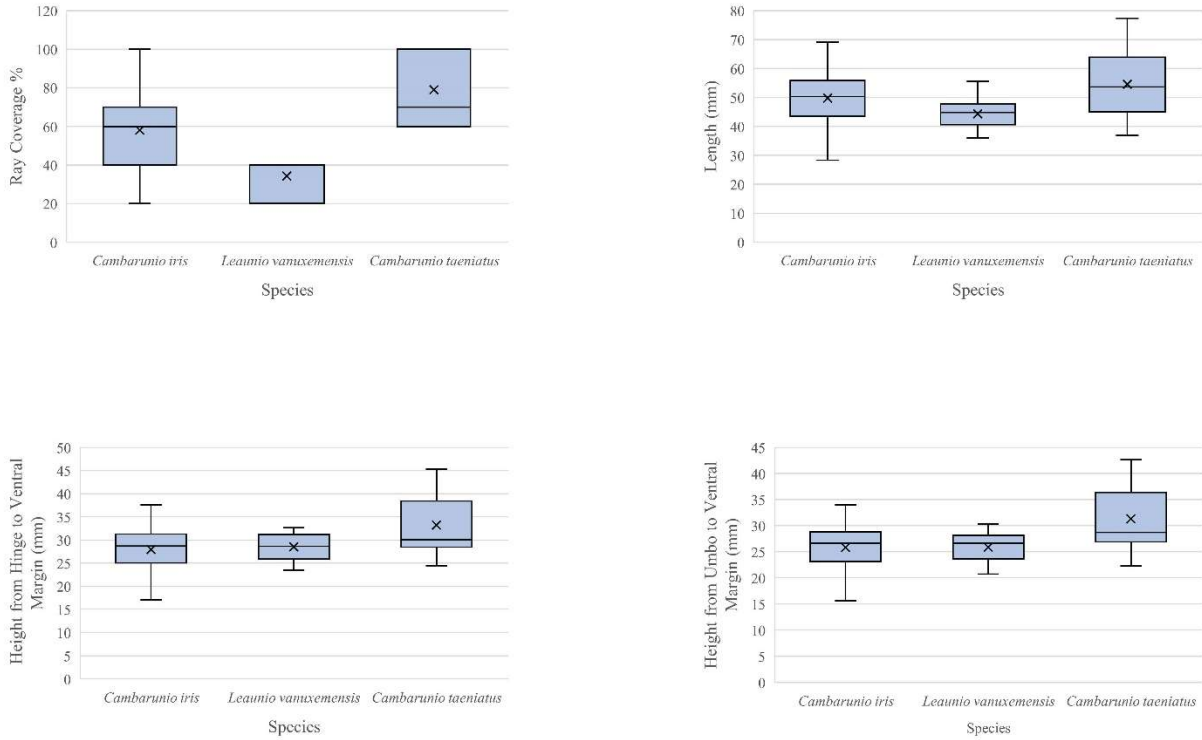 Ray Coverage %
120
100
80
60
40
20
0
Cambarunio iris
Leaunio vanuxemensis
Cambarunio taeniatus
Species
Length (mm)
80
70
60
50
40
30
20
10
0
Cambarunio iris
Leaunio vanuxemensis
Cambarunio taeniatus
Species
Height from Hinge to Ventral
Margin (mm)
50
45
40
35
30
25
20
15
10
5
0
Cambarunio iris
Leaunio vanuxemensis
Cambarunio taeniatus
Species
Height from Umbo to Ventral
Margin (mm)
45
40
35
30
25
20
15
10
5
0
Cambarunio iris
Leaunio vanuxemensis
Cambarunio taeniatus
Species